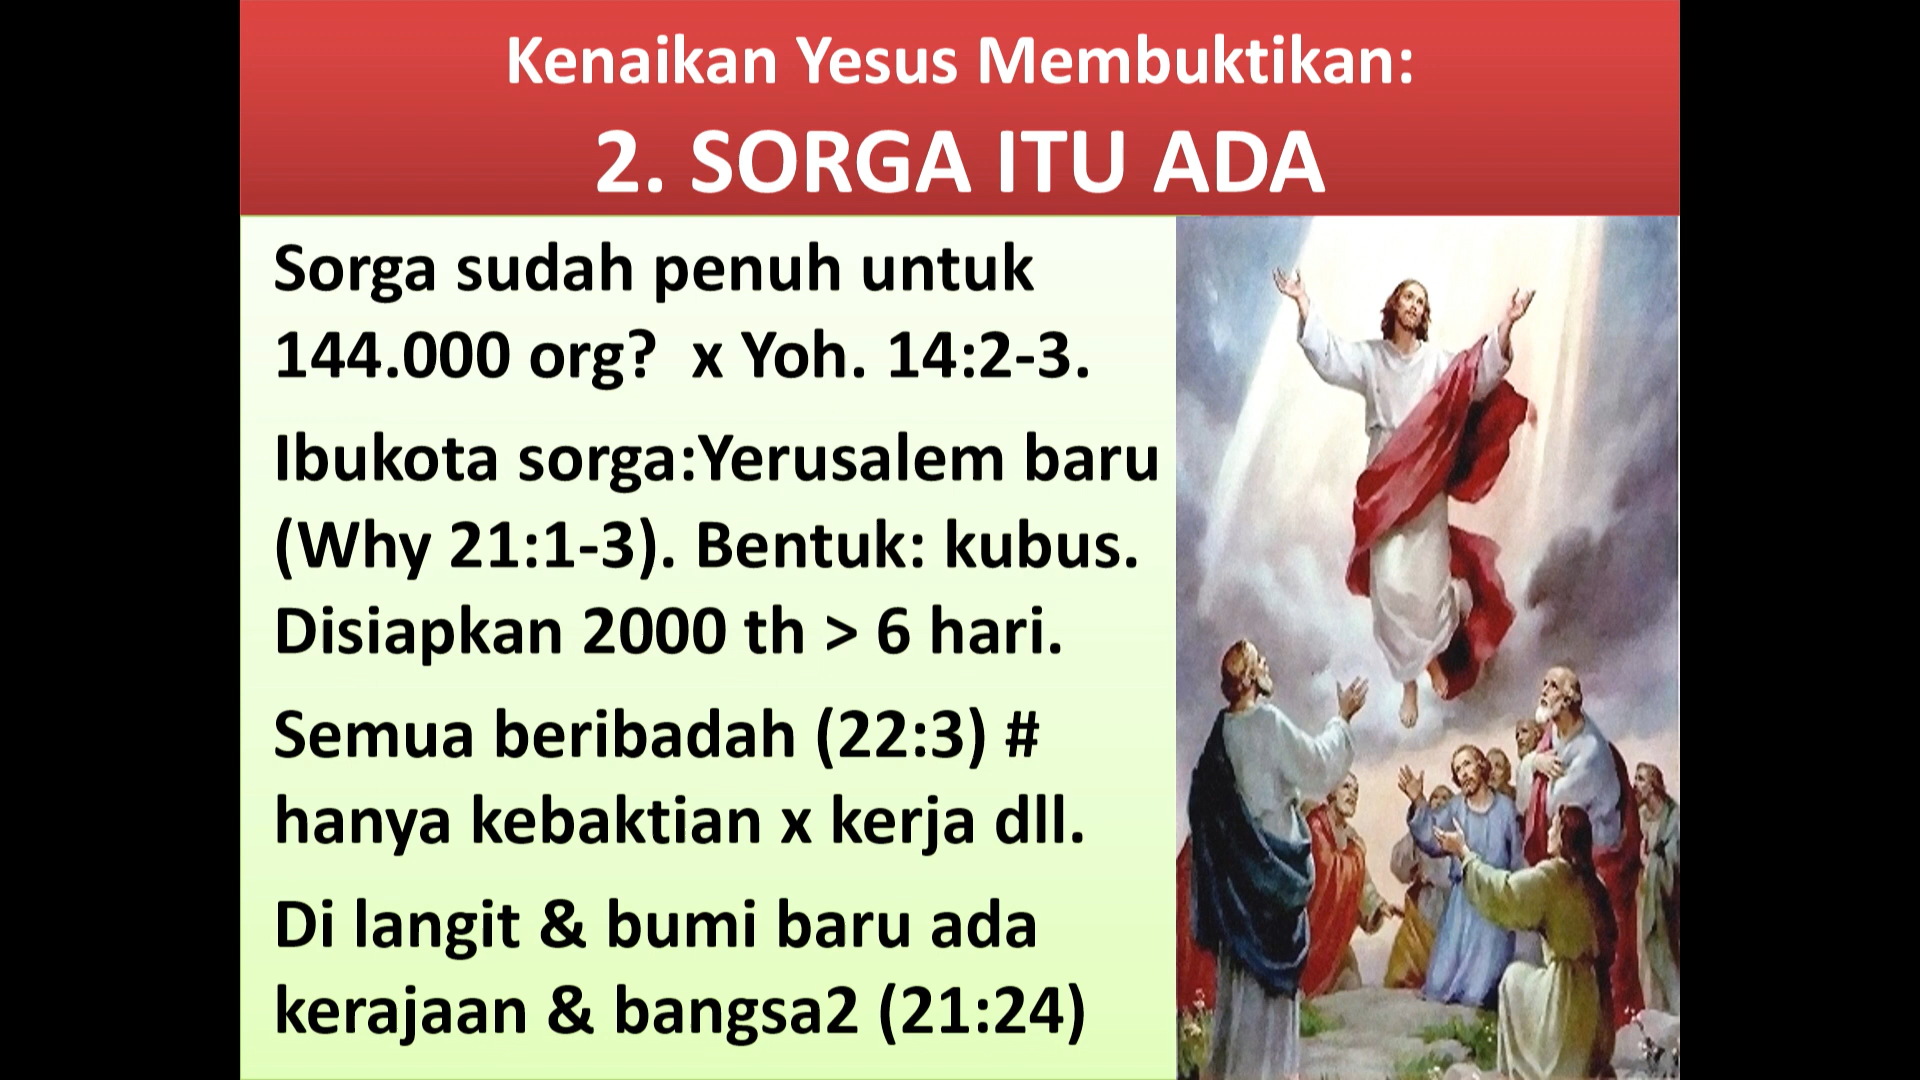 Kenaikan Yesus Membuktikan:
2. SORGA ITU ADA
Sorga sudah penuh untuk
144.000 org?  x Yoh. 14:2-3.
Ibukota sorga:Yerusalem baru
(Why 21:1-3). Bentuk: kubus.
Disiapkan 2000 th > 6 hari.
Semua beribadah (22:3) #
hanya kebaktian x kerja dll.
Di langit & bumi baru ada
kerajaan & bangsa2 (21:24)